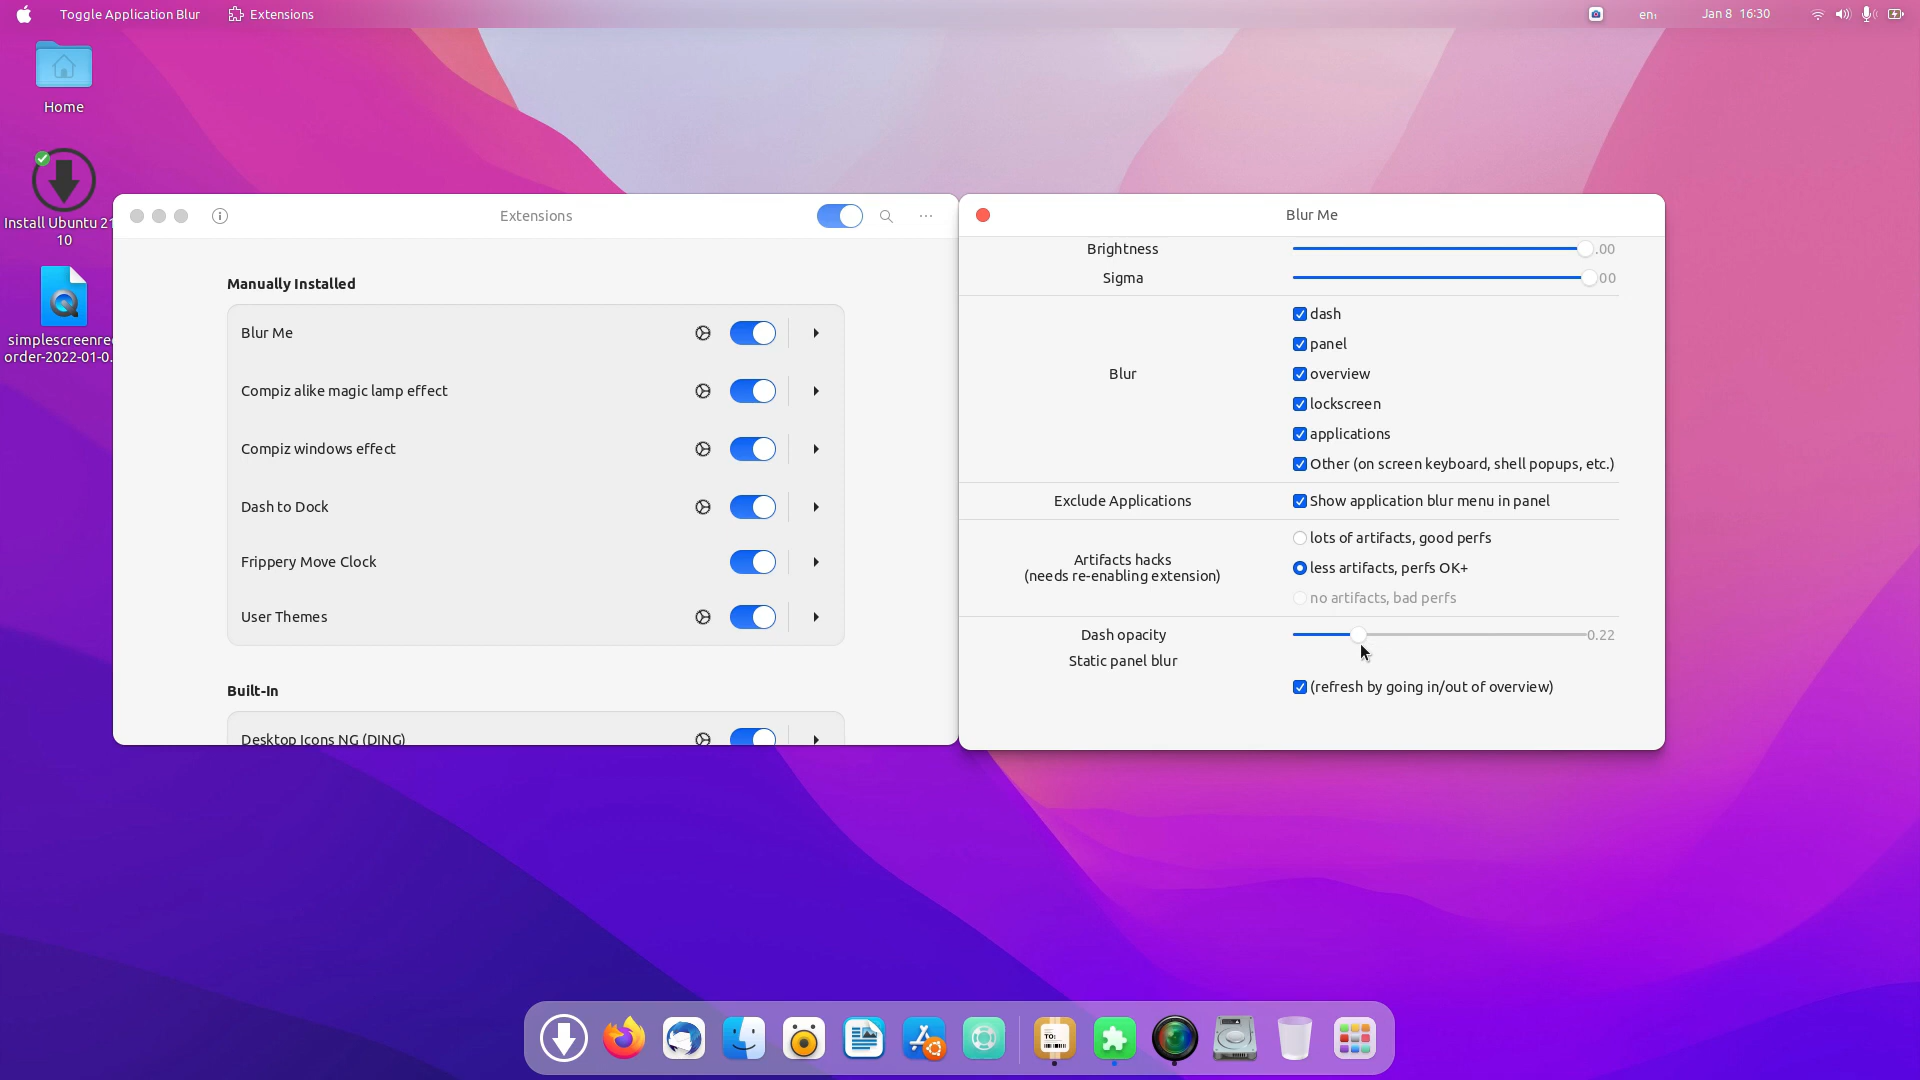 Toggle Application Blur
Extensions
en₁
Jan 8 16:30
Home
Install Ubuntu 21
10
simplescreenrec
order-2022-01-0...
Extensions
Manually Installed
Blur Me
Compiz alike magic lamp effect
Compiz windows effect
Dash to Dock
Frippery Move Clock
User Themes
Built-In
Desktop Icons NG (DING)
Blur Me
Brightness
.00
Sigma
00
Blur
dash
panel
overview
lockscreen
applications
Other (on screen keyboard, shell popups, etc.)
Exclude Applications
Show application blur menu in panel
Artifacts hacks
(needs re-enabling extension)
lots of artifacts, good perfs
less artifacts, perfs OK+
no artifacts, bad perfs
Dash opacity
0.22
Static panel blur
(refresh by going in/out of overview)
TO: